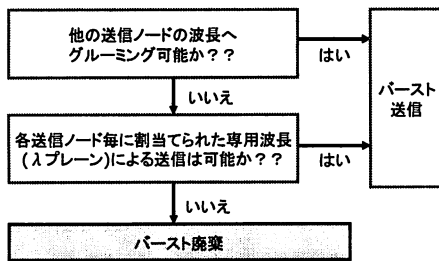 他の送信ノードの波長へ
グルーミング可能か??
はい
いいえ
バースト
送信
各送信ノード毎に割当てられた専用波長
(λプレーン)による送信は可能か??
はい
いいえ
バースト廃棄